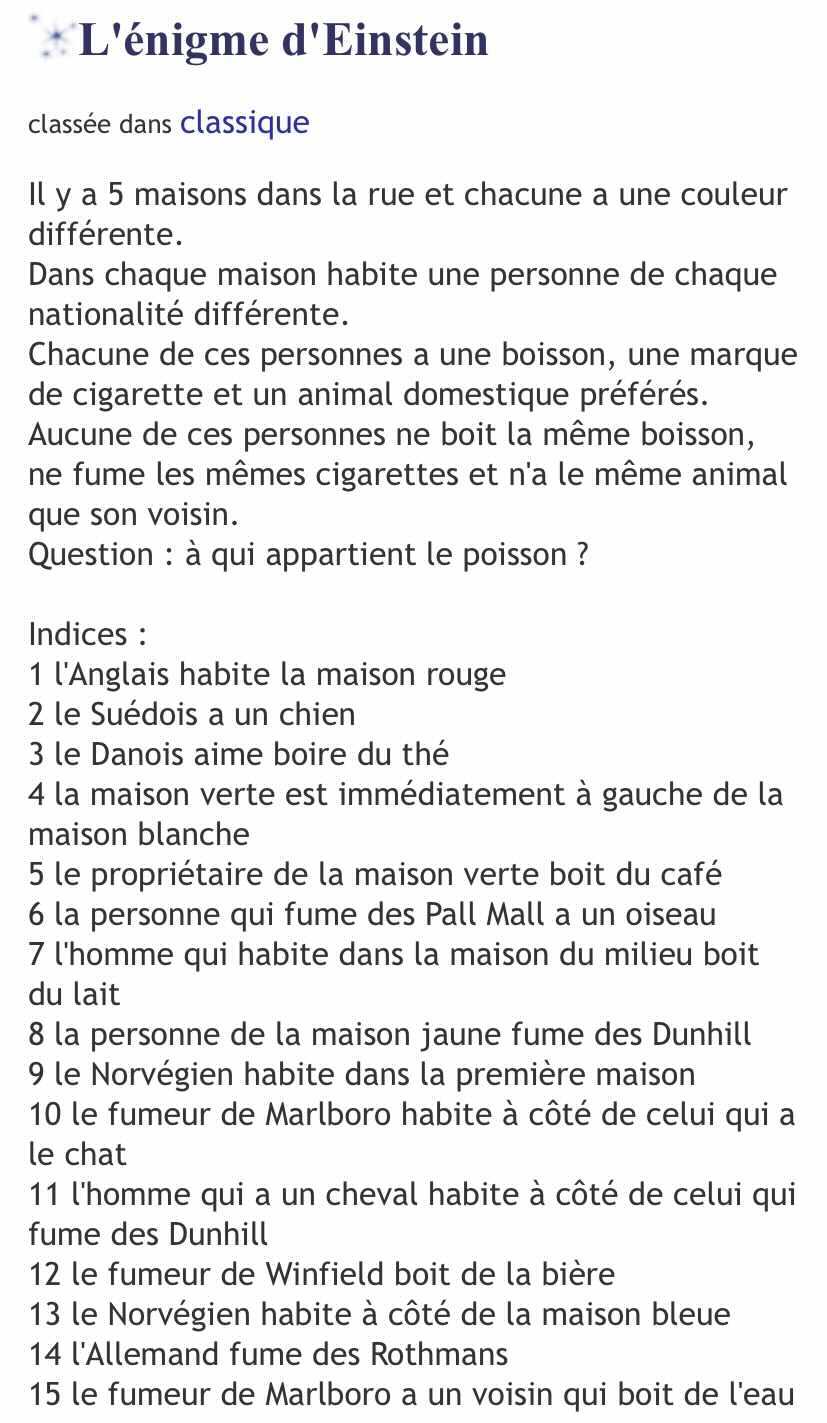 L'énigme d'Einstein
classée dans classique
Il y a 5 maisons dans la rue et chacune a une couleur
différente.
Dans chaque maison habite une personne de chaque
nationalité différente.
Chacune de ces personnes a une boisson, une marque
de cigarette et un animal domestique préférés.
Aucune de ces personnes ne boit la même boisson,
ne fume les mêmes cigarettes et n'a le même animal
que son voisin.
Question : à qui appartient le poisson ?
Indices :
1 l'Anglais habite la maison rouge
2 le Suédois a un chien
3 le Danois aime boire du thé
4 la maison verte est immédiatement à gauche de la
maison blanche
5 le propriétaire de la maison verte boit du café
6 la personne qui fume des Pall Mall a un oiseau
7 l'homme qui habite dans la maison du milieu boit
du lait
8 la personne de la maison jaune fume des Dunhill
9 le Norvégien habite dans la première maison
10 le fumeur de Marlboro habite à côté de celui qui a
le chat
11 l'homme qui a un cheval habite à côté de celui qui
fume des Dunhill
12 le fumeur de Winfield boit de la bière
13 le Norvégien habite à côté de la maison bleue
14 l'Allemand fume des Rothmans
15 le fumeur de Marlboro a un voisin qui boit de l'eau